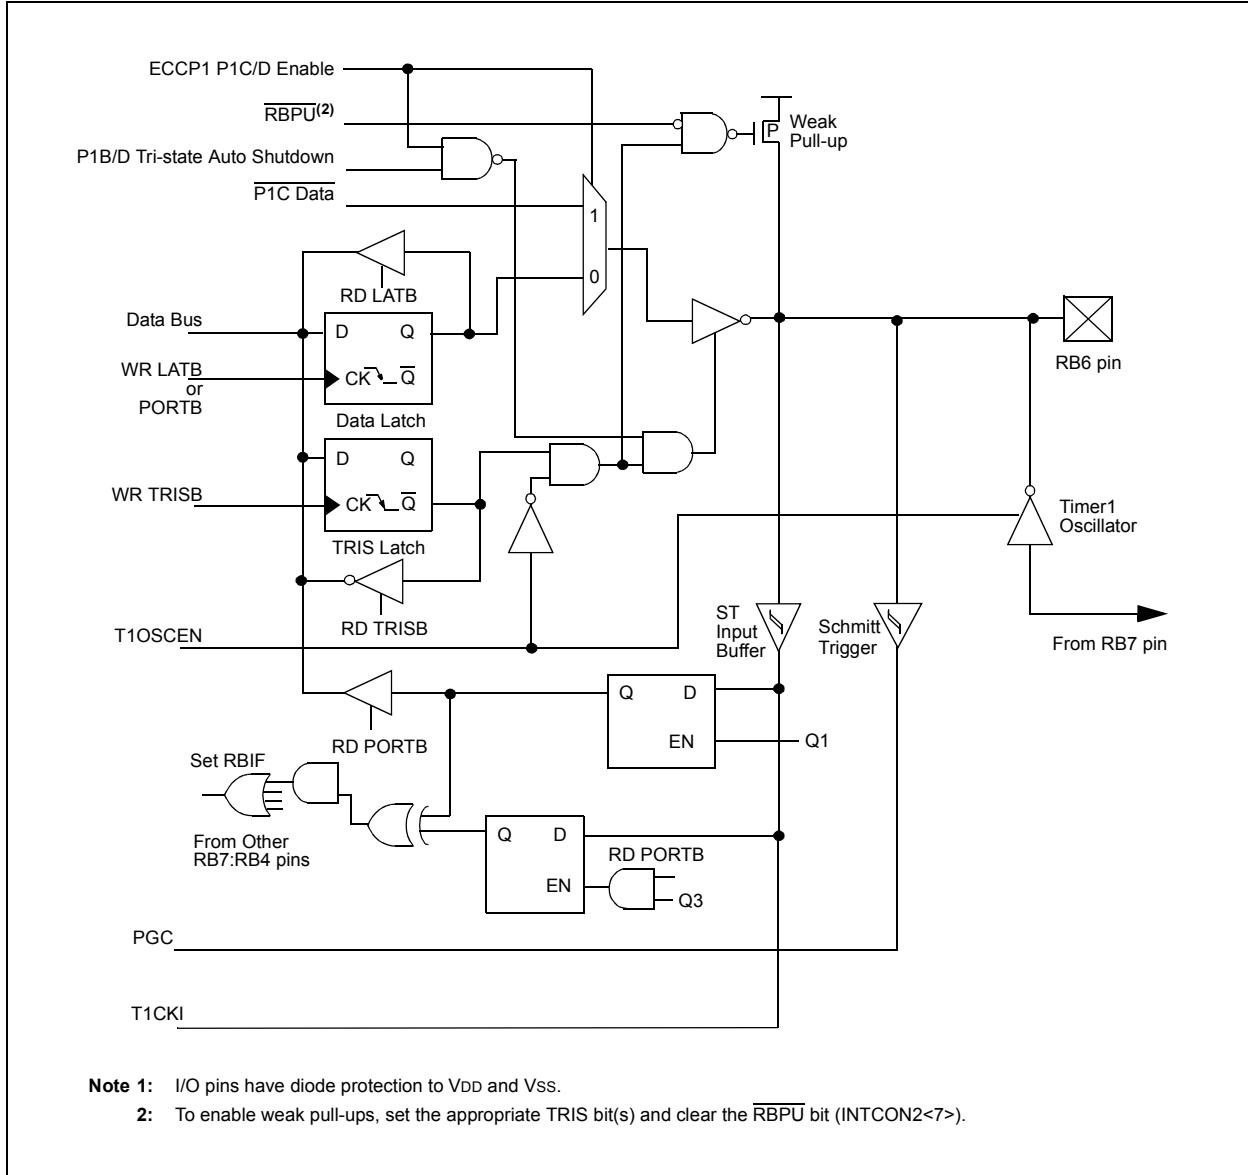 ECCP1 P1C/D Enable
RBPU(2)
Weak
Pull-up
P
P1B/D Tri-state Auto Shutdown
P1C Data
1
0
RD LATB
Data Bus
D Q
WR LATB
or
PORTB
CK Q
Data Latch
RB6 pin
D Q
WR TRISB
CK Q
TRIS Latch
Timer1
Oscillator
RD TRISB
T1OSCEN
ST
Input
Buffer
Schmitt
Trigger
From RB7 pin
Q D
EN
Q1
RD PORTB
Set RBIF
From Other
RB7:RB4 pins
Q D
EN
RD PORTB
Q3
PGC
T1CKI
Note 1: I/O pins have diode protection to VDD and VSS.
2: To enable weak pull-ups, set the appropriate TRIS bit(s) and clear the RBPU bit (INTCON2<7>).